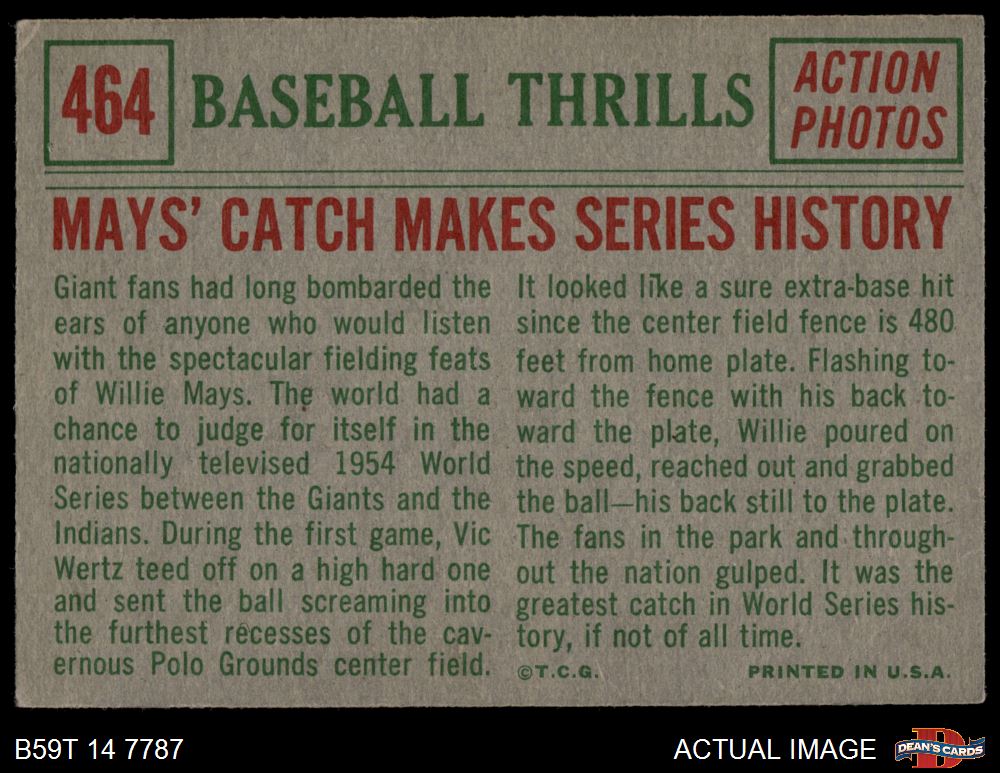 464
BASEBALL THRILLS
ACTION
PHOTOS
MAYS' CATCH MAKES SERIES HISTORY
Giant fans had long bombarded the
ears of anyone who would listen
with the spectacular fielding feats
of Willie Mays. The world had a
chance to judge for itself in the
nationally televised 1954 World
Series between the Giants and the
Indians. During the first game, Vic
Wertz teed off on a high hard one
and sent the ball screaming into
the furthest recesses of the cav-
ernous Polo Grounds center field.
It looked like a sure extra-base hit
since the center field fence is 480
feet from home plate. Flashing to-
ward the fence with his back to-
ward the plate, Willie poured on
the speed, reached out and grabbed
the ball—his back still to the plate.
The fans in the park and through-
out the nation gulped. It was the
greatest catch in World Series his-
tory, if not of all time.
©T.C.G. PRINTED IN U.S.A.
B59T 14 7787
ACTUAL IMAGE
D
DEAN'S CARDS